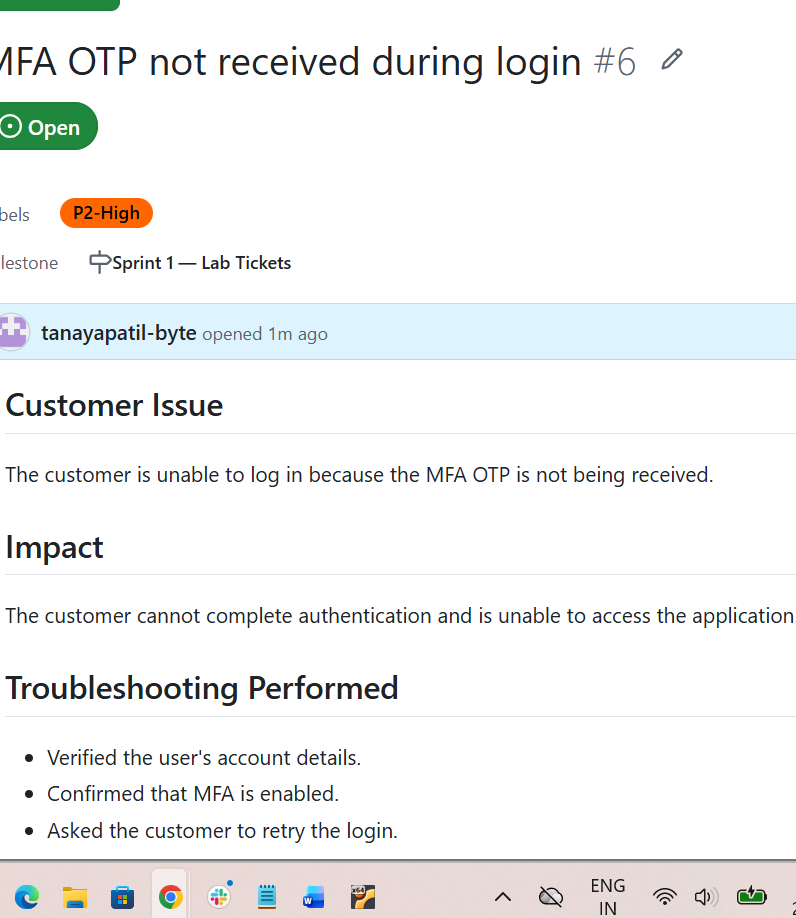 MFA OTP not received during login #6
Open
bels
P2-High
lestone
Sprint 1 — Lab Tickets
tanayapatil-byte opened 1m ago
Customer Issue
The customer is unable to log in because the MFA OTP is not being received.
Impact
The customer cannot complete authentication and is unable to access the application
Troubleshooting Performed
Verified the user's account details.
Confirmed that MFA is enabled.
Asked the customer to retry the login.
ENG
IN